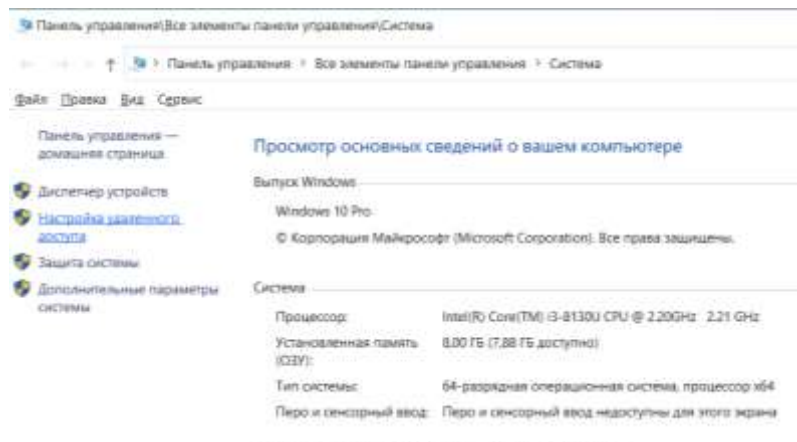 Панель управления\Все элементы панели управления\Система
Панель управления > Все элементы панели управления > Система
Файл Правка Вид Сервис
Панель управления —
домашняя страница
Диспетчер устройств
Настройка удаленного
доступа
Защита системы
Дополнительные параметры
системы
Просмотр основных сведений о вашем компьютере
Выпуск Windows
Windows 10 Pro
© Корпорация Майкрософт (Microsoft Corporation). Все права защищены.
Система
Процессор: Intel(R) Core(TM) i3-8130U CPU @ 2.20GHz 2.21 GHz
Установленная память 8,00 ГБ (7,88 ГБ доступно)
(ОЗУ):
Тип системы: 64-разрядная операционная система, процессор x64
Перо и сенсорный ввод: Перо и сенсорный ввод недоступны для этого экрана